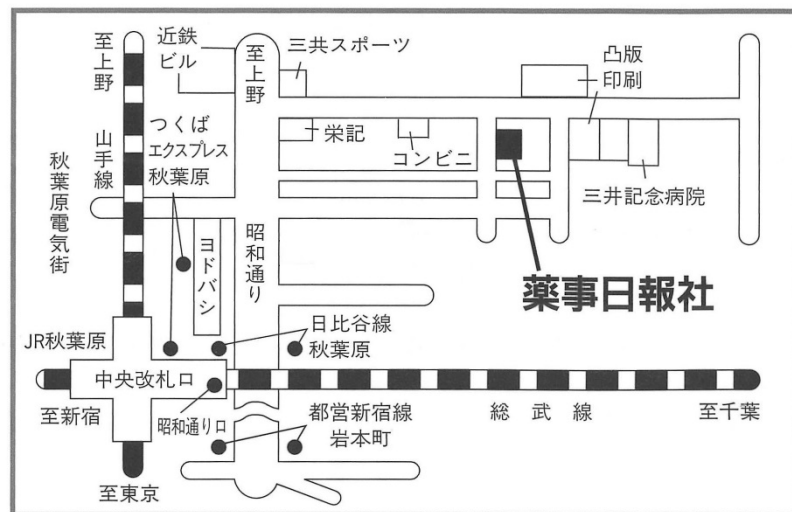 至上野
近鉄
ビル
至上野
三共スポーツ
凸版
印刷
山手線
つくば
エクスプレス
秋葉原
栄記
コンビニ
三井記念病院
秋葉原電気街
ヨドバシ
昭和通り
薬事日報社
JR秋葉原
日比谷線
秋葉原
中央改札口
至新宿
昭和通り口
都営新宿線
岩本町
総武線
至千葉
至東京